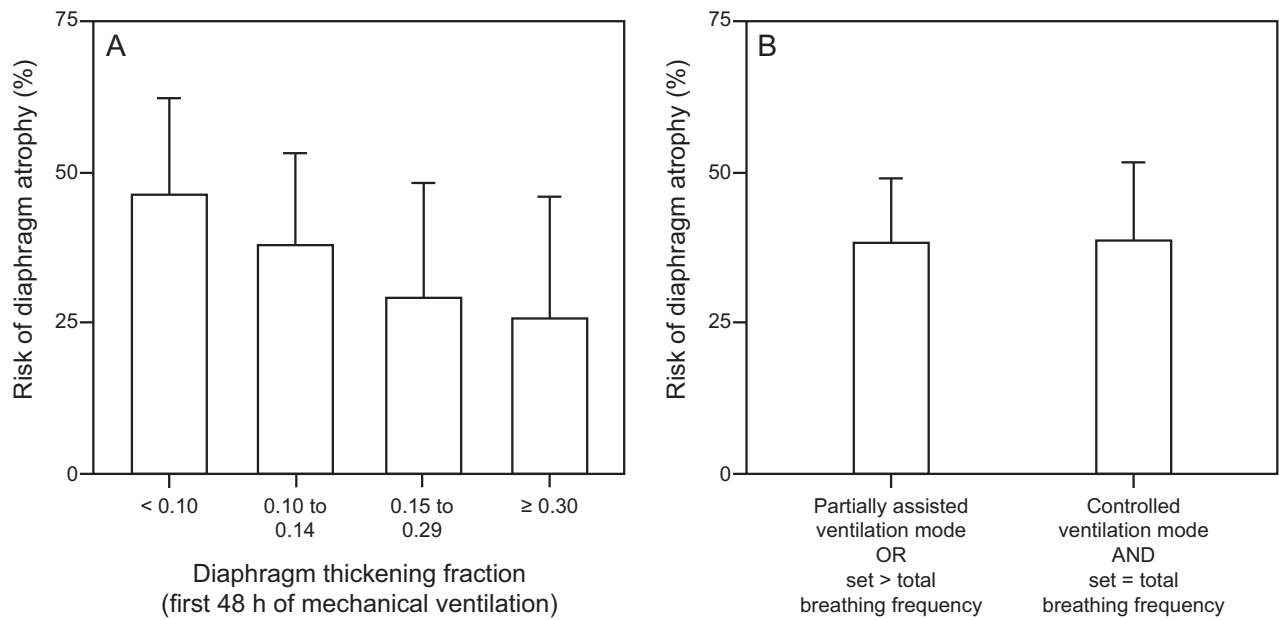 A
Risk of diaphragm atrophy (%)
75
50
25
0
< 0.10
0.10 to
0.14
0.15 to
0.29
≥ 0.30
Diaphragm thickening fraction
(first 48 h of mechanical ventilation)
B
Risk of diaphragm atrophy (%)
75
50
25
0
Partially assisted
ventilation mode
OR
set > total
breathing frequency
Controlled
ventilation mode
AND
set = total
breathing frequency